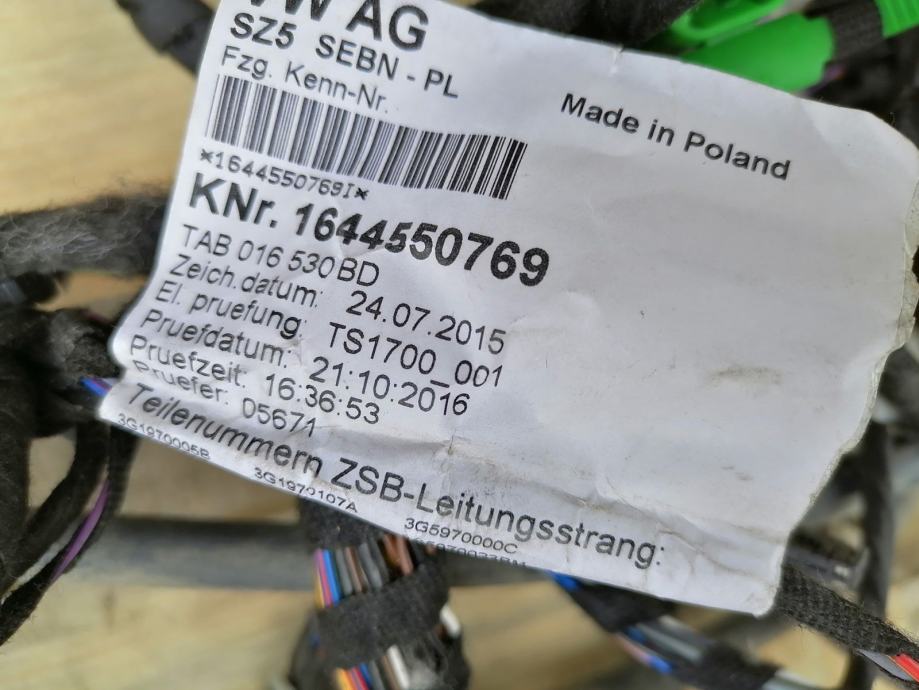 VW AG
SZ5 SEBN - PL
Fzg. Kenn-Nr.
Made in Poland
*1644550769I*
KNr. 1644550769
TAB 016 530BD
Zeich.datum: 24.07.2015
El. pruefung: TS1700_001
Pruefdatum: 21:10:2016
Pruefzeit: 16:36:53
Pruefer: 05671
Teilenummern ZSB-Leitungsstrang:
3G1970005B 3G1970107A 3G5970000C